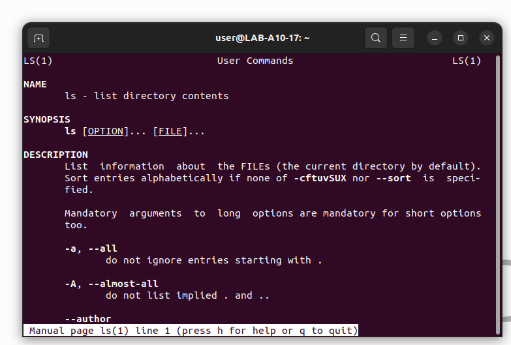 user@LAB-A10-17: ~
LS(1) User Commands LS(1)
NAME
ls - list directory contents
SYNOPSIS
ls [OPTION]... [FILE]...
DESCRIPTION
List information about the FILEs (the current directory by default).
Sort entries alphabetically if none of -cftuvSUX nor --sort is speci-
fied.
Mandatory arguments to long options are mandatory for short options
too.
-a, --all
do not ignore entries starting with .
-A, --almost-all
do not list implied . and ..
--author
Manual page ls(1) line 1 (press h for help or q to quit)